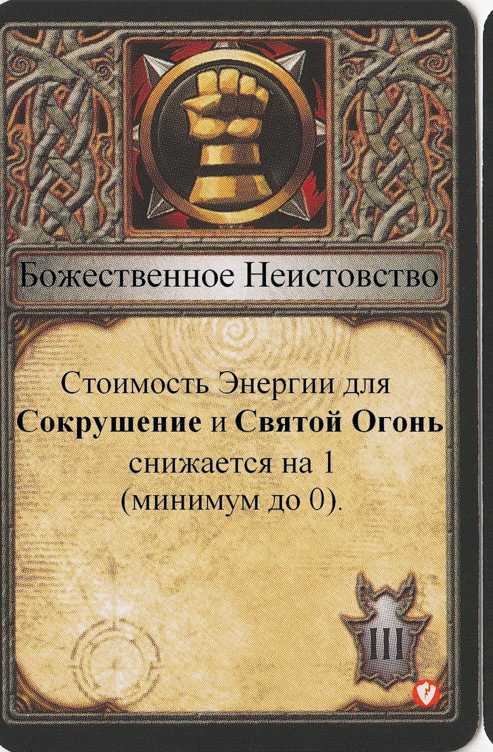 Божественное Неистовство
Стоимость Энергии для
Сокрушение и Святой Огонь
снижается на 1
(минимум до 0).
III